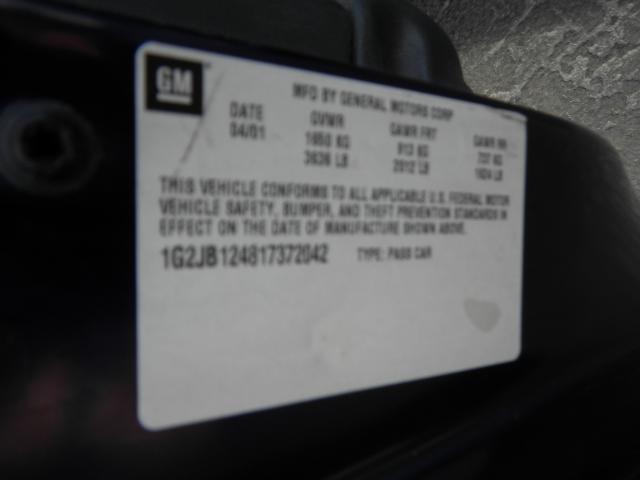 GM
MFD BY GENERAL MOTORS CORP
DATE GVWR GAWR FRT GAWR RR
04/01 1650 KG 913 KG 737 KG
3636 LB 2012 LB 1624 LB
THIS VEHICLE CONFORMS TO ALL APPLICABLE U.S. FEDERAL MOTOR
VEHICLE SAFETY, BUMPER, AND THEFT PREVENTION STANDARDS IN
EFFECT ON THE DATE OF MANUFACTURE SHOWN ABOVE.
1G2JB124817372042 TYPE: PASS CAR